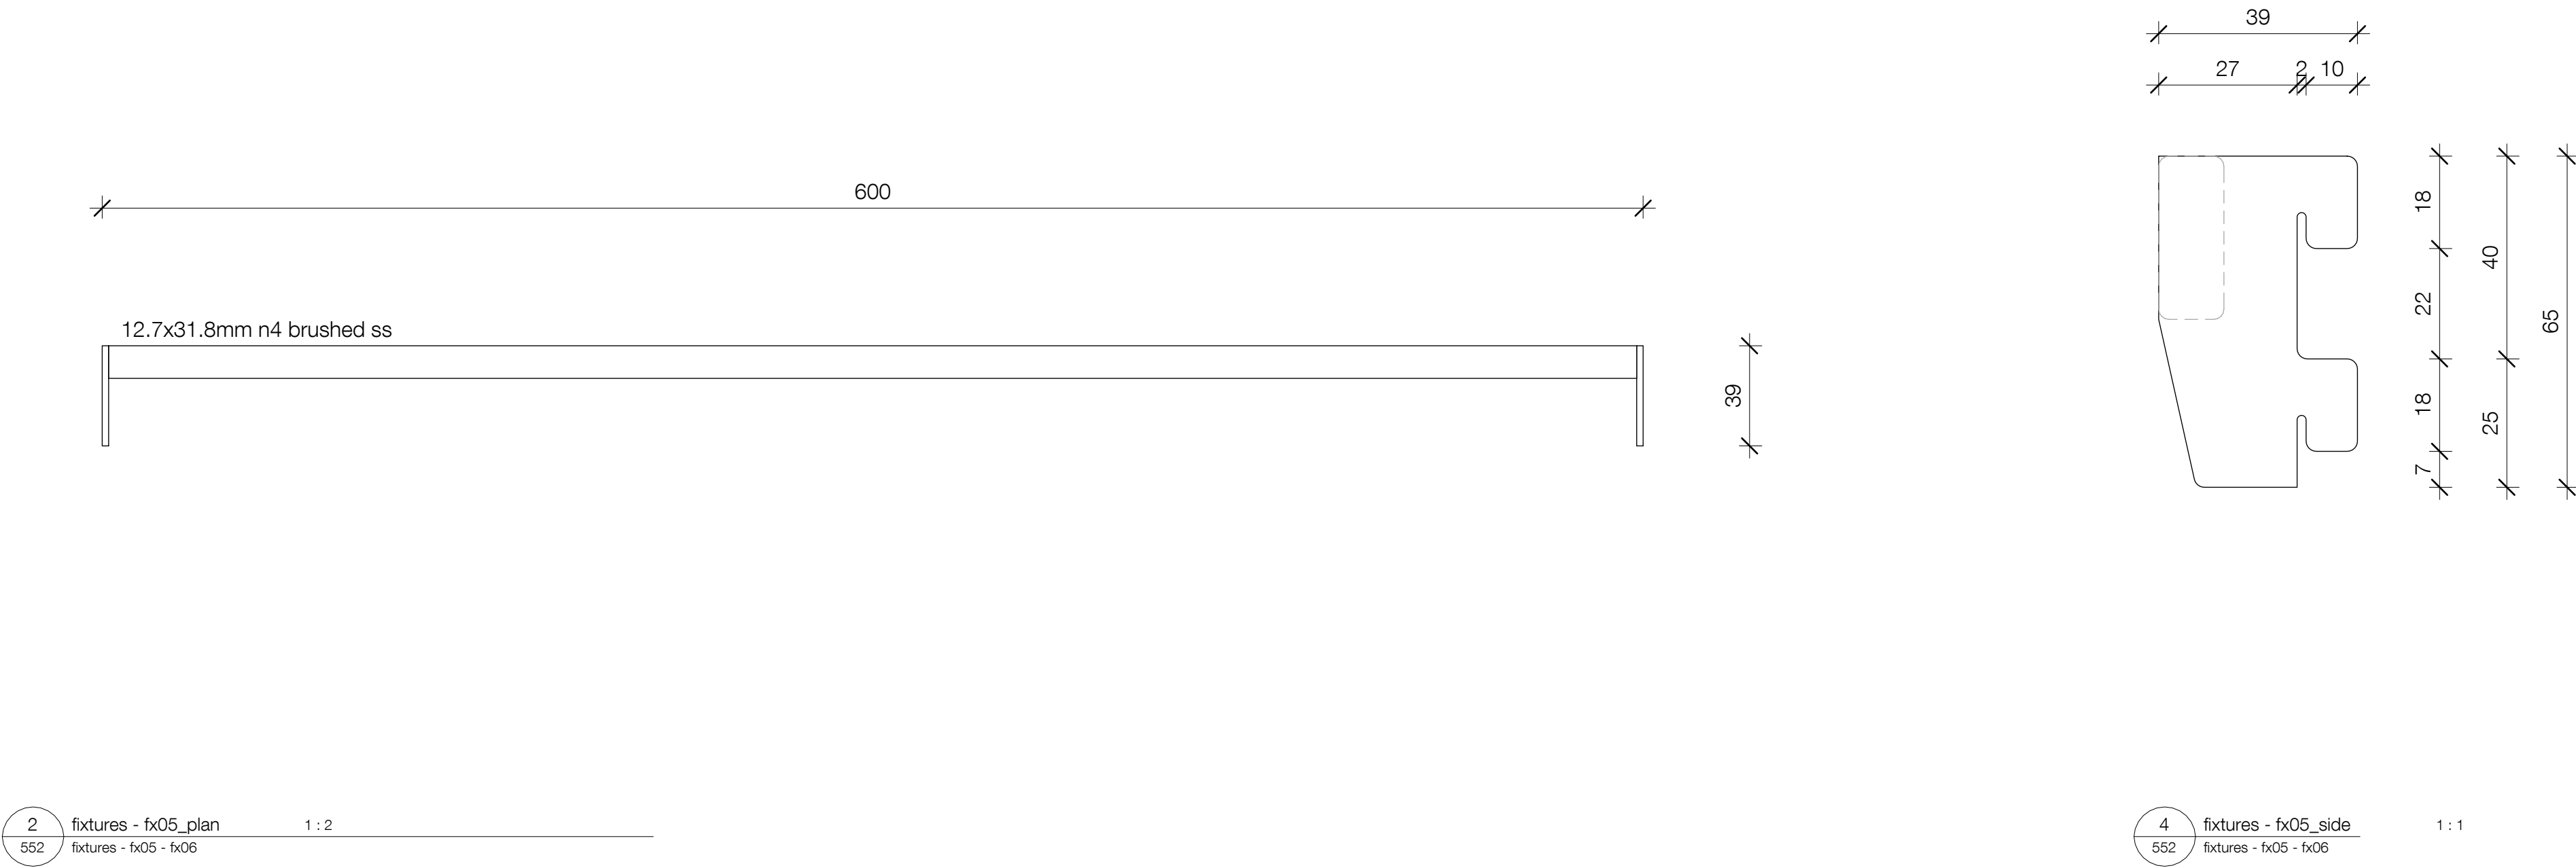 39
27 2 10
600
18
40
22
65
12.7x31.8mm n4 brushed ss
39
18
25
7
2 fixtures - fx05_plan 1 : 2
552 fixtures - fx05 - fx06
4 fixtures - fx05_side 1 : 1
552 fixtures - fx05 - fx06